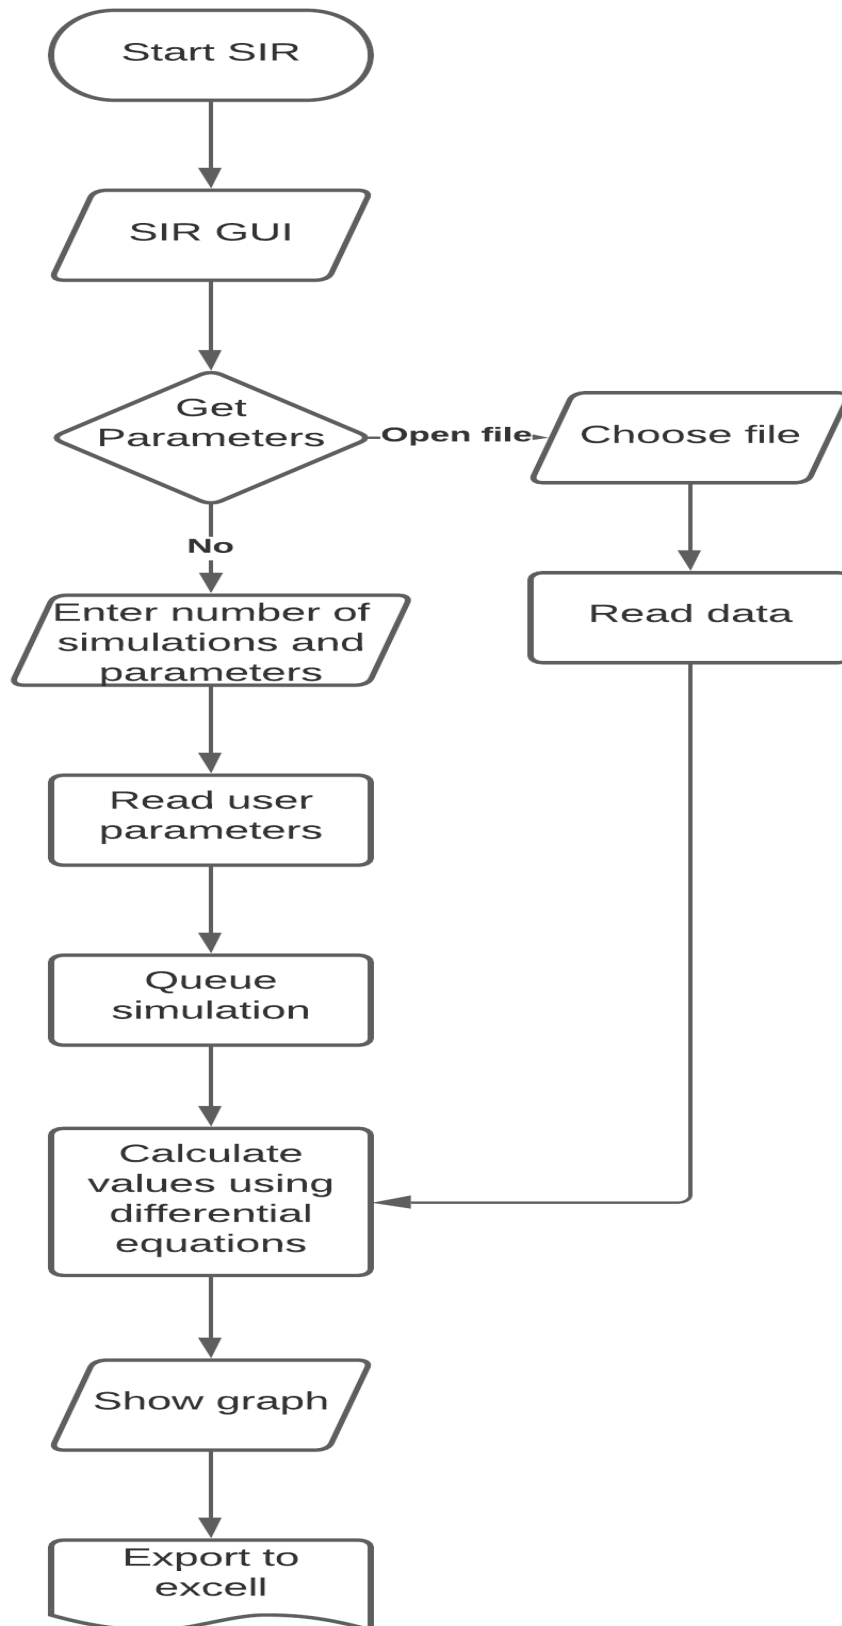 Start SIR
SIR GUI
Get
Parameters
Open file
Choose file
No
Enter number of
simulations and
parameters
Read data
Read user
parameters
Queue
simulation
Calculate
values using
differential
equations
Show graph
Export to
excell